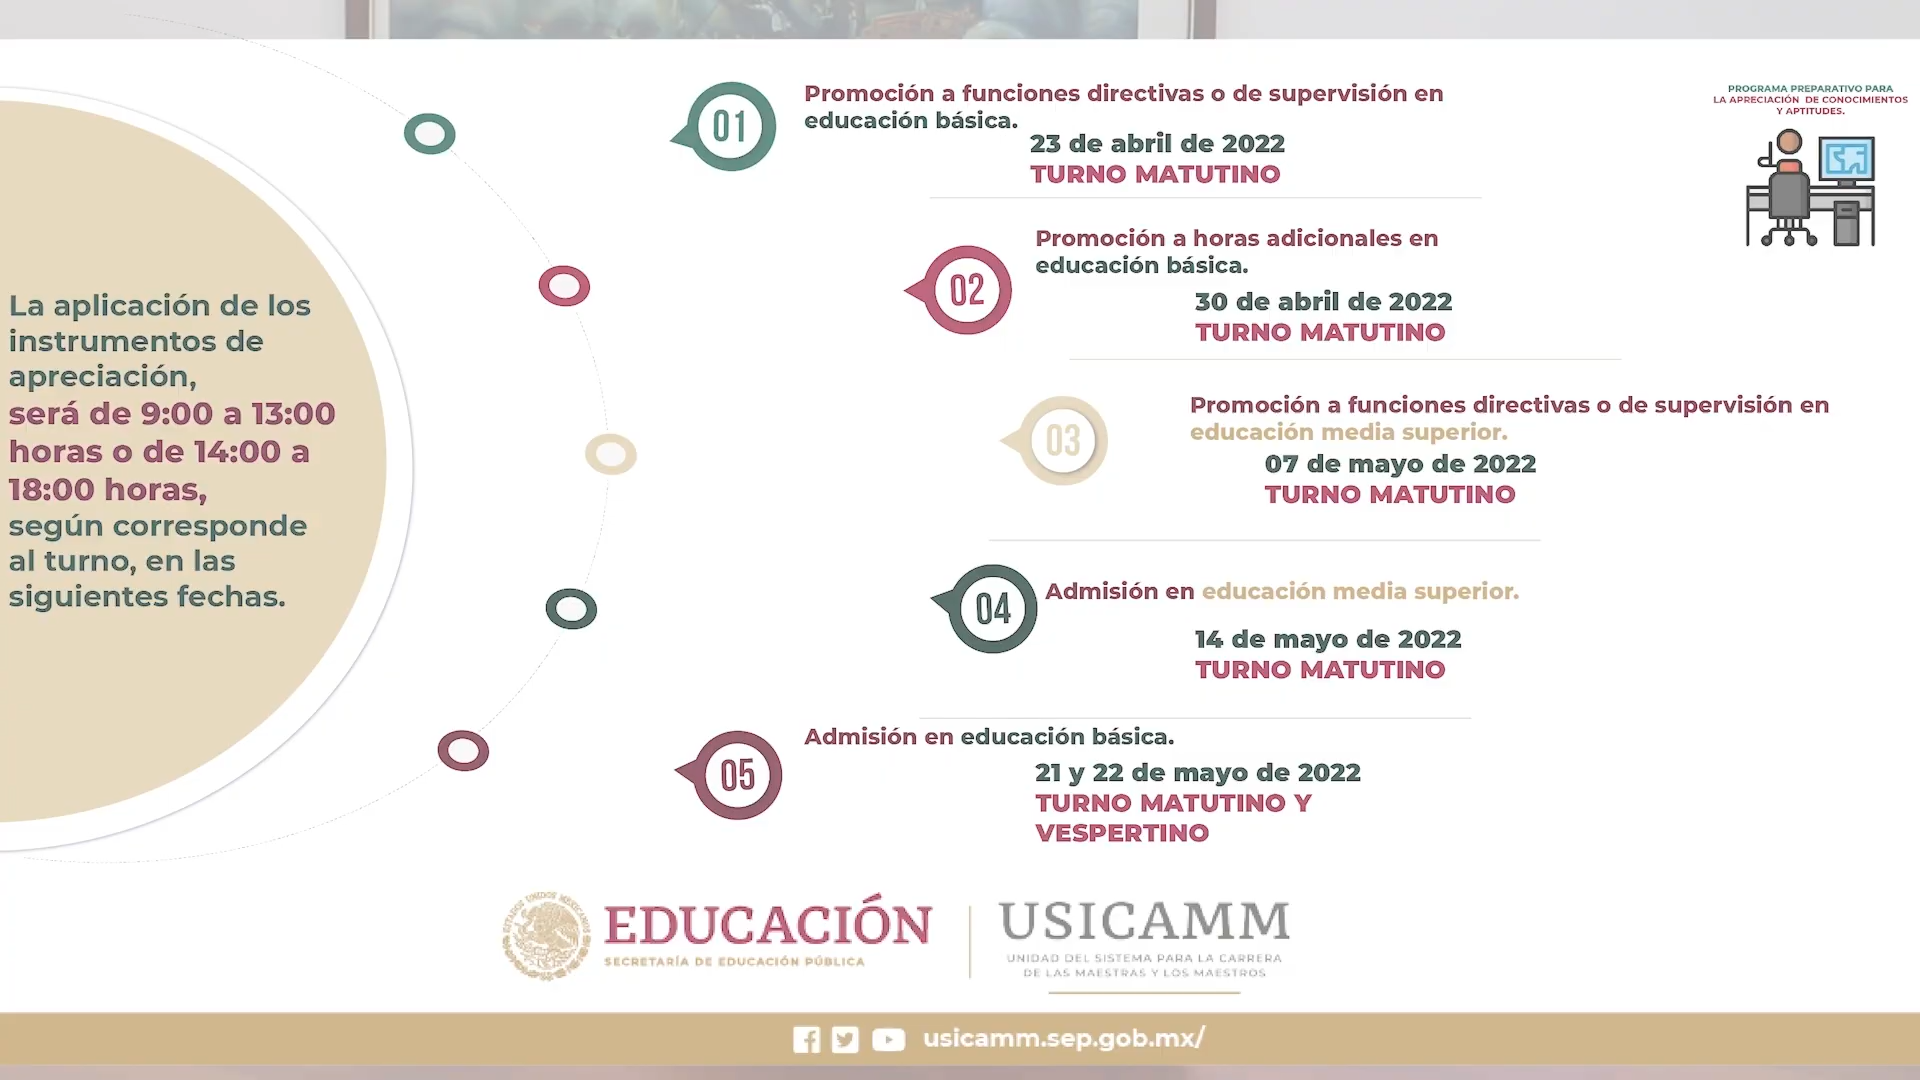 La aplicación de los
instrumentos de
apreciación,
será de 9:00 a 13:00
horas o de 14:00 a
18:00 horas,
según corresponde
al turno, en las
siguientes fechas.
01
Promoción a funciones directivas o de supervisión en
educación básica.
23 de abril de 2022
TURNO MATUTINO
02
Promoción a horas adicionales en
educación básica.
30 de abril de 2022
TURNO MATUTINO
03
Promoción a funciones directivas o de supervisión en
educación media superior.
07 de mayo de 2022
TURNO MATUTINO
04
Admisión en educación media superior.
14 de mayo de 2022
TURNO MATUTINO
05
Admisión en educación básica.
21 y 22 de mayo de 2022
TURNO MATUTINO Y
VESPERTINO
PROGRAMA PREPARATIVO PARA
LA APRECIACIÓN DE CONOCIMIENTOS
Y APTITUDES.
ESTADOS UNIDOS MEXICANOS
EDUCACIÓN
SECRETARÍA DE EDUCACIÓN PÚBLICA
USICAMM
UNIDAD DEL SISTEMA PARA LA CARRERA
DE LAS MAESTRAS Y LOS MAESTROS
usicamm.sep.gob.mx/